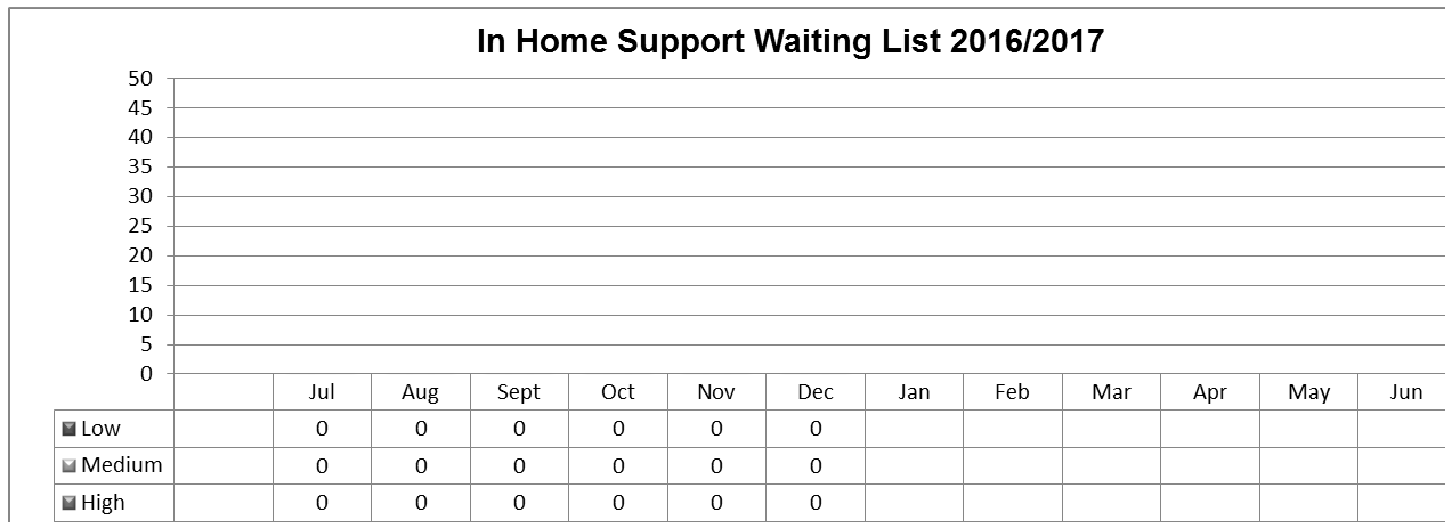 In Home Support Waiting List 2016/2017
50
45
40
35
30
25
20
15
10
5
0
Jul Aug Sept Oct Nov Dec Jan Feb Mar Apr May Jun
Low 0 0 0 0 0 0
Medium 0 0 0 0 0 0
High 0 0 0 0 0 0